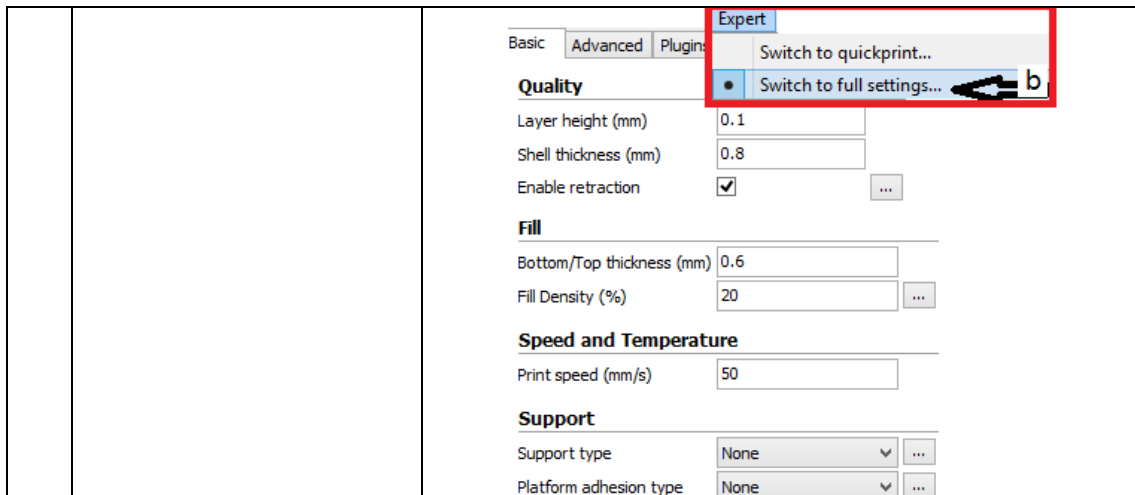 Expert
Basic Advanced Plugins
Switch to quickprint...
Switch to full settings... b
Quality
Layer height (mm) 0.1
Shell thickness (mm) 0.8
Enable retraction ...
Fill
Bottom/Top thickness (mm) 0.6
Fill Density (%) 20 ...
Speed and Temperature
Print speed (mm/s) 50
Support
Support type None ...
Platform adhesion type None ...